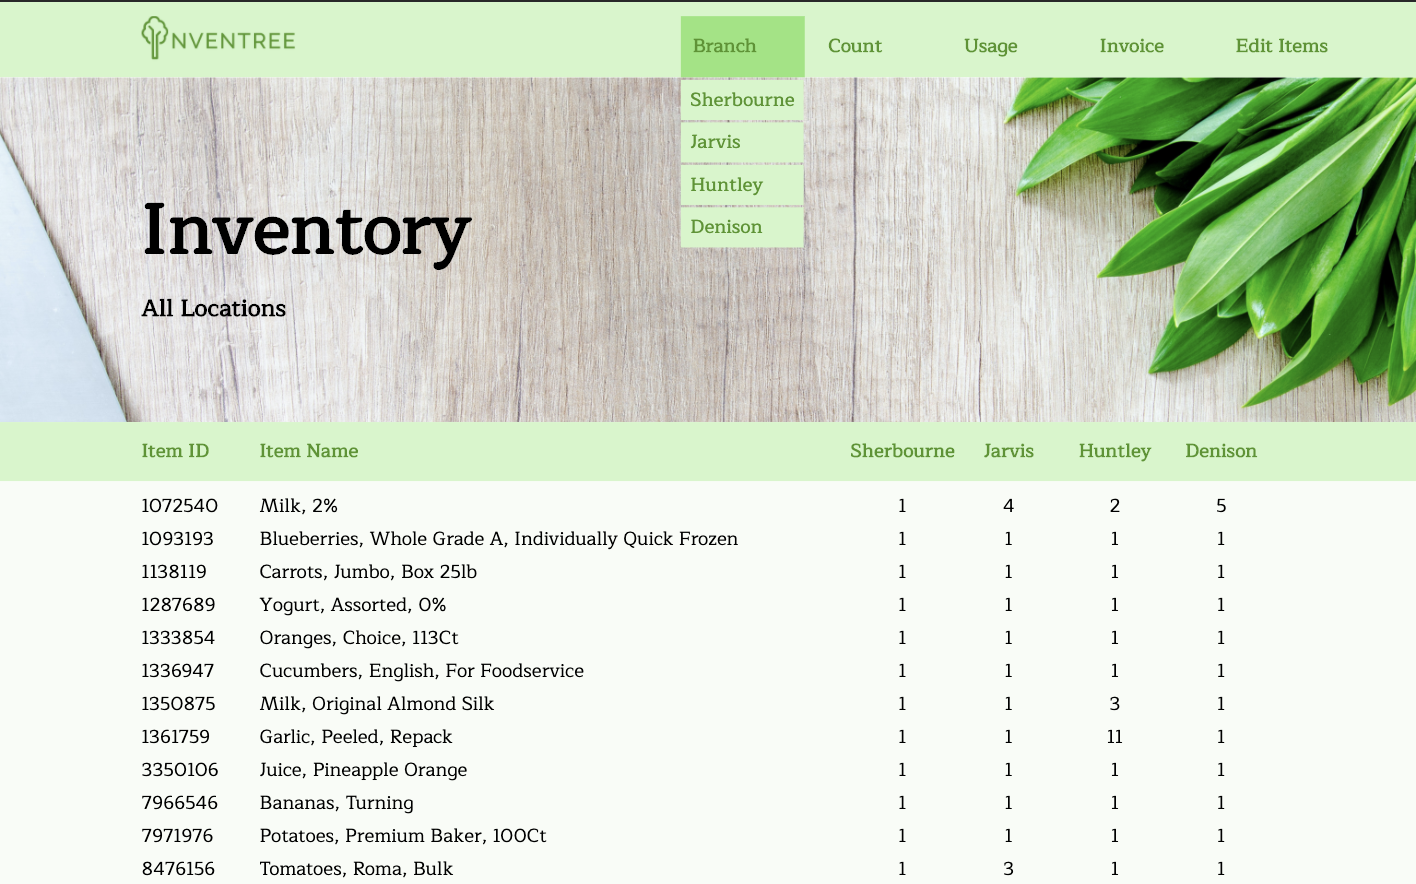 NVENTREE Branch Count Usage Invoice Edit Items
Sherbourne
Jarvis
Huntley
Denison
Inventory
All Locations
Item ID Item Name Sherbourne Jarvis Huntley Denison
1072540 Milk, 2% 1 4 2 5
1093193 Blueberries, Whole Grade A, Individually Quick Frozen 1 1 1 1
1138119 Carrots, Jumbo, Box 25lb 1 1 1 1
1287689 Yogurt, Assorted, 0% 1 1 1 1
1333854 Oranges, Choice, 113Ct 1 1 1 1
1336947 Cucumbers, English, For Foodservice 1 1 1 1
1350875 Milk, Original Almond Silk 1 1 3 1
1361759 Garlic, Peeled, Repack 1 1 11 1
3350106 Juice, Pineapple Orange 1 1 1 1
7966546 Bananas, Turning 1 1 1 1
7971976 Potatoes, Premium Baker, 100Ct 1 1 1 1
8476156 Tomatoes, Roma, Bulk 1 3 1 1